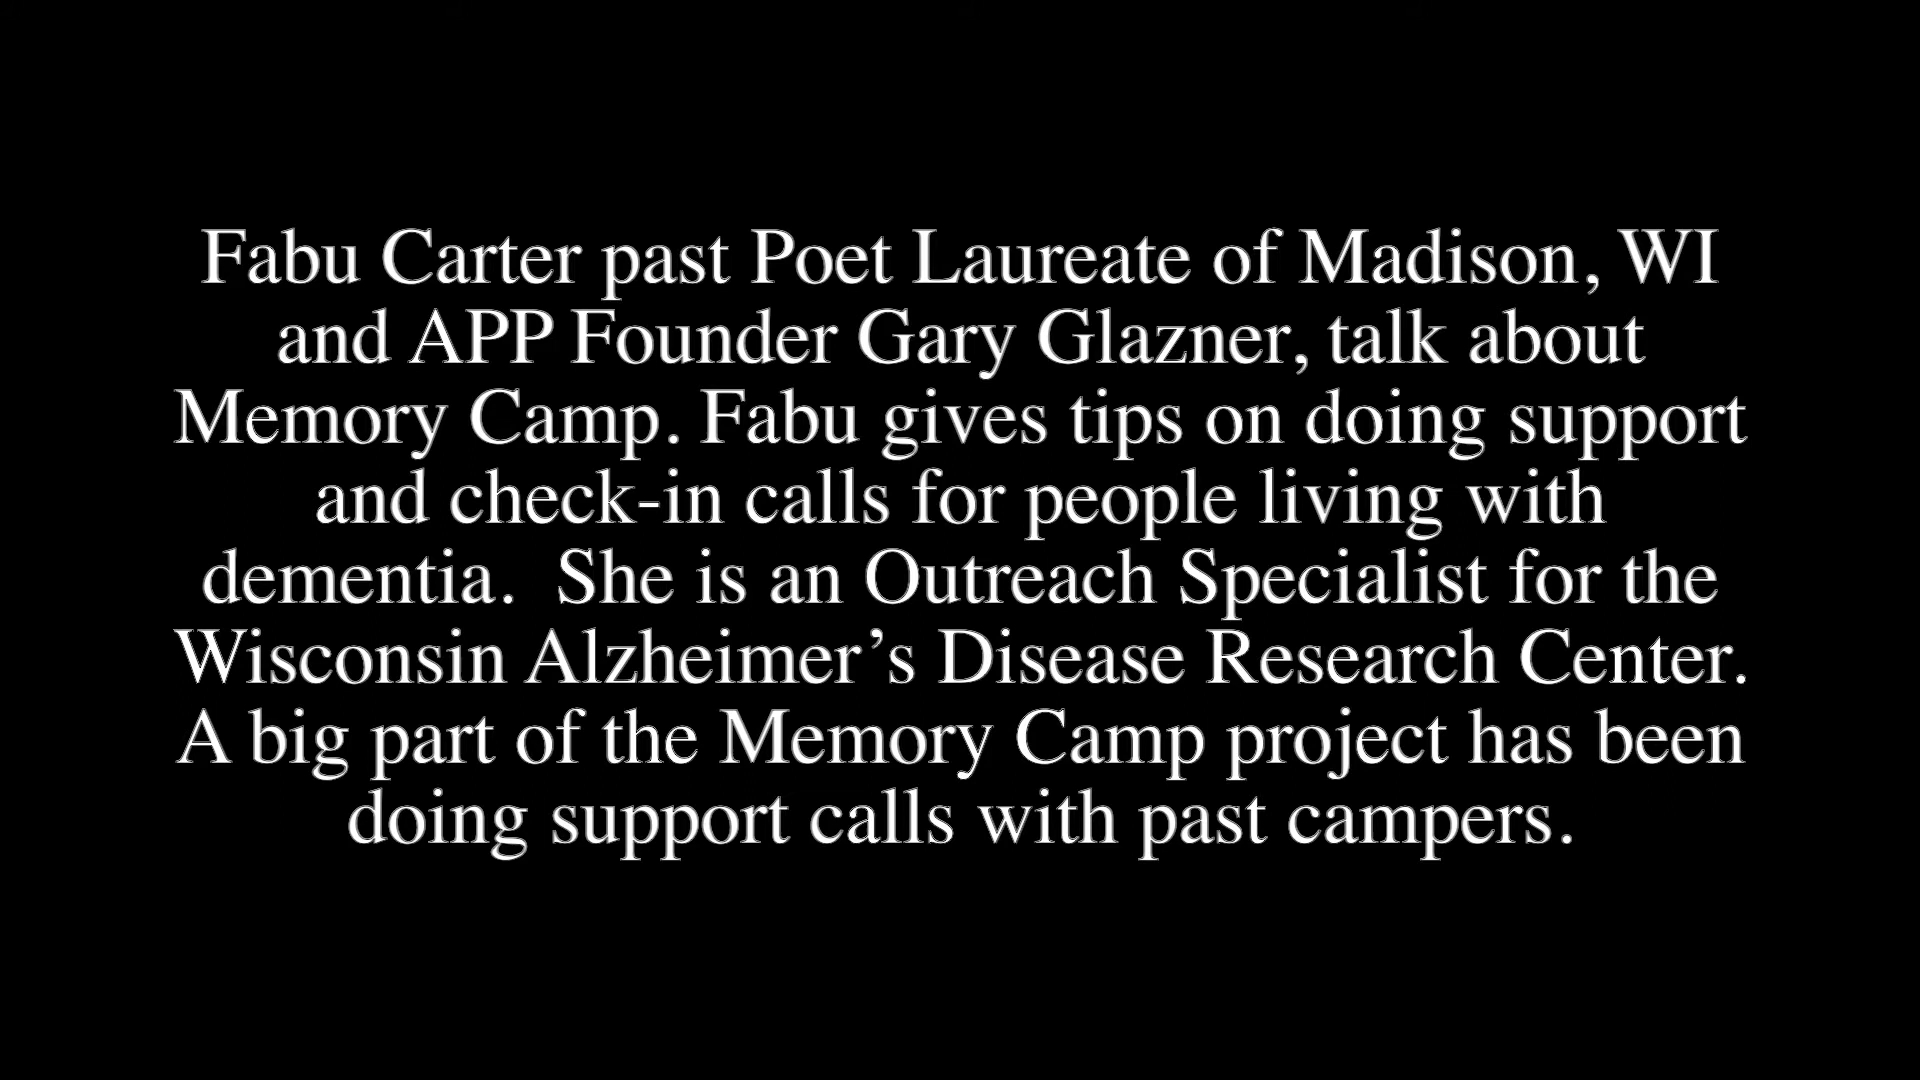 Fabu Carter past Poet Laureate of Madison, WI
and APP Founder Gary Glazner, talk about
Memory Camp. Fabu gives tips on doing support
and check-in calls for people living with
dementia.  She is an Outreach Specialist for the
Wisconsin Alzheimer’s Disease Research Center.
A big part of the Memory Camp project has been
doing support calls with past campers.